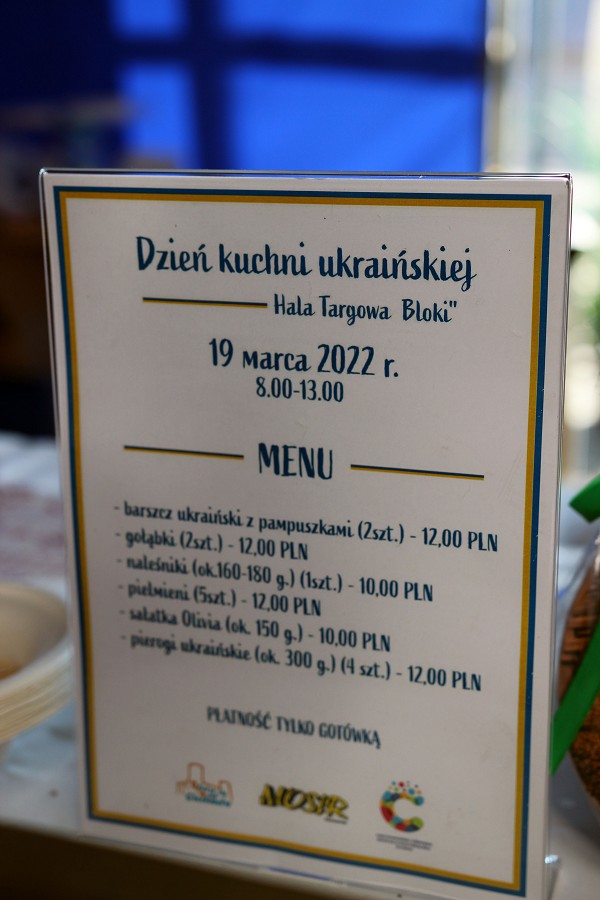 Dzień kuchni ukraińskiej
Hala Targowa Bloki"
19 marca 2022 r.
8.00-13.00
MENU
- barszcz ukraiński z pampuszkami (2szt.) - 12,00 PLN
- gołąbki (2szt.) - 12,00 PLN
- naleśniki (ok.160-180 g.) (1szt.) - 10,00 PLN
- pielmieni (5szt.) - 12,00 PLN
- sałatka Olivia (ok. 150 g.) - 10,00 PLN
- pierogi ukraińskie (ok. 300 g.) (4 szt.) - 12,00 PLN
PŁATNOŚĆ TYLKO GOTÓWKĄ
MOSIR